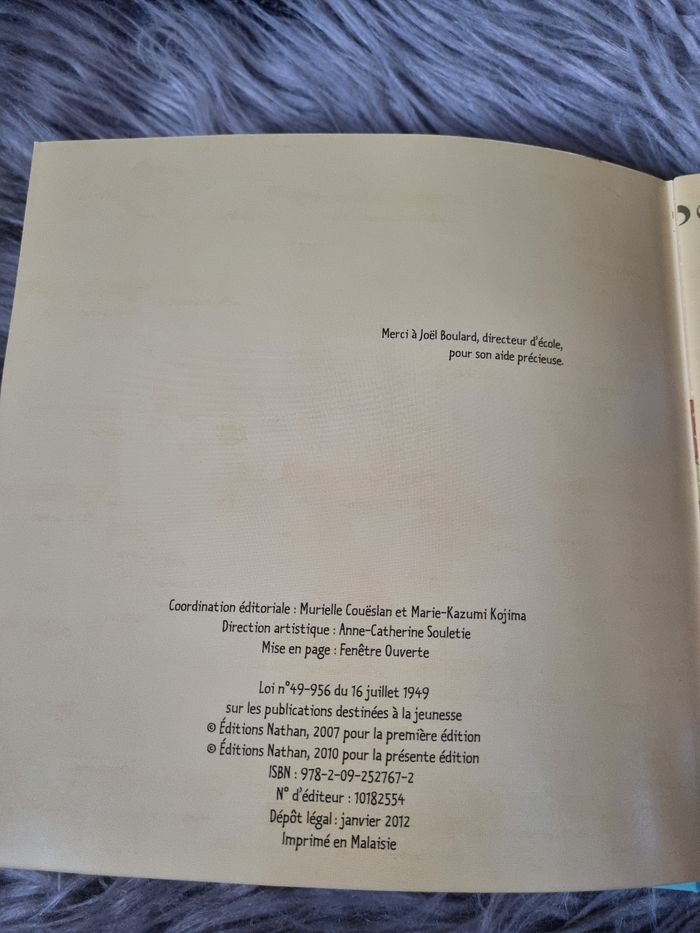 Merci à Joël Boulard, directeur d'école,
pour son aide précieuse.
Coordination éditoriale : Murielle Couëslan et Marie-Kazumi Kojima
Direction artistique : Anne-Catherine Souletie
Mise en page : Fenêtre Ouverte
Loi n°49-956 du 16 juillet 1949
sur les publications destinées à la jeunesse
© Éditions Nathan, 2007 pour la première édition
© Éditions Nathan, 2010 pour la présente édition
ISBN : 978-2-09-252767-2
N° d'éditeur : 10182554
Dépôt légal : janvier 2012
Imprimé en Malaisie